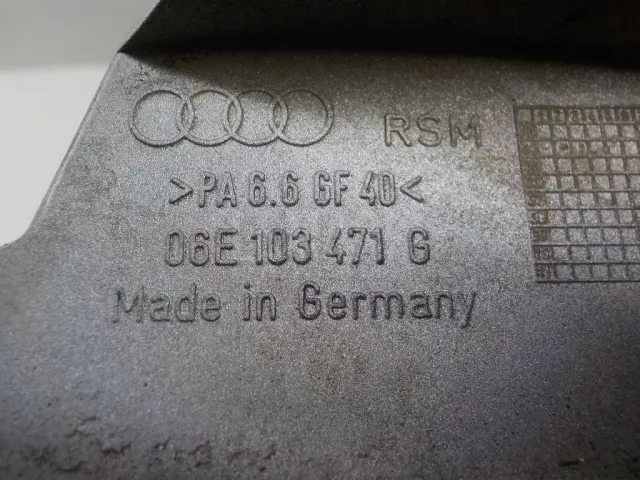 RSM
>PA 6.6 GF 40<
06E 103 471 G
Made in Germany